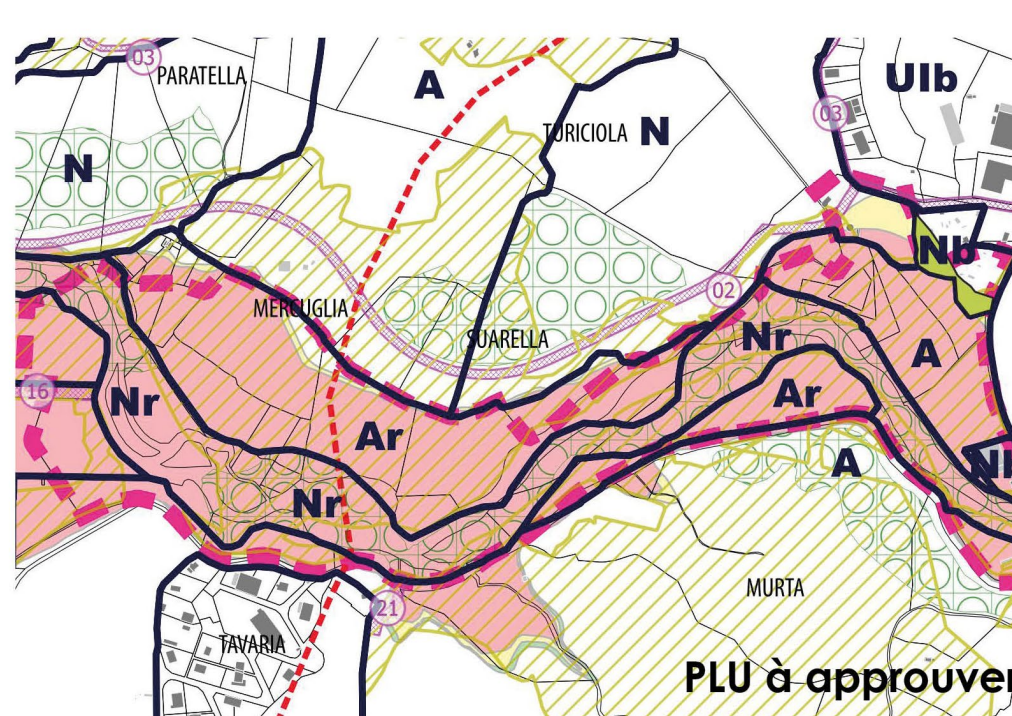 03
PARATELLA
A
Ulb
TURICIOLA
N
03
N
Nb
02
MERCUGLIA
SUARELLA
Nr
A
16
Nr
Ar
Ar
A
Nr
21
MURTA
TAVARIA
PLU à approuver